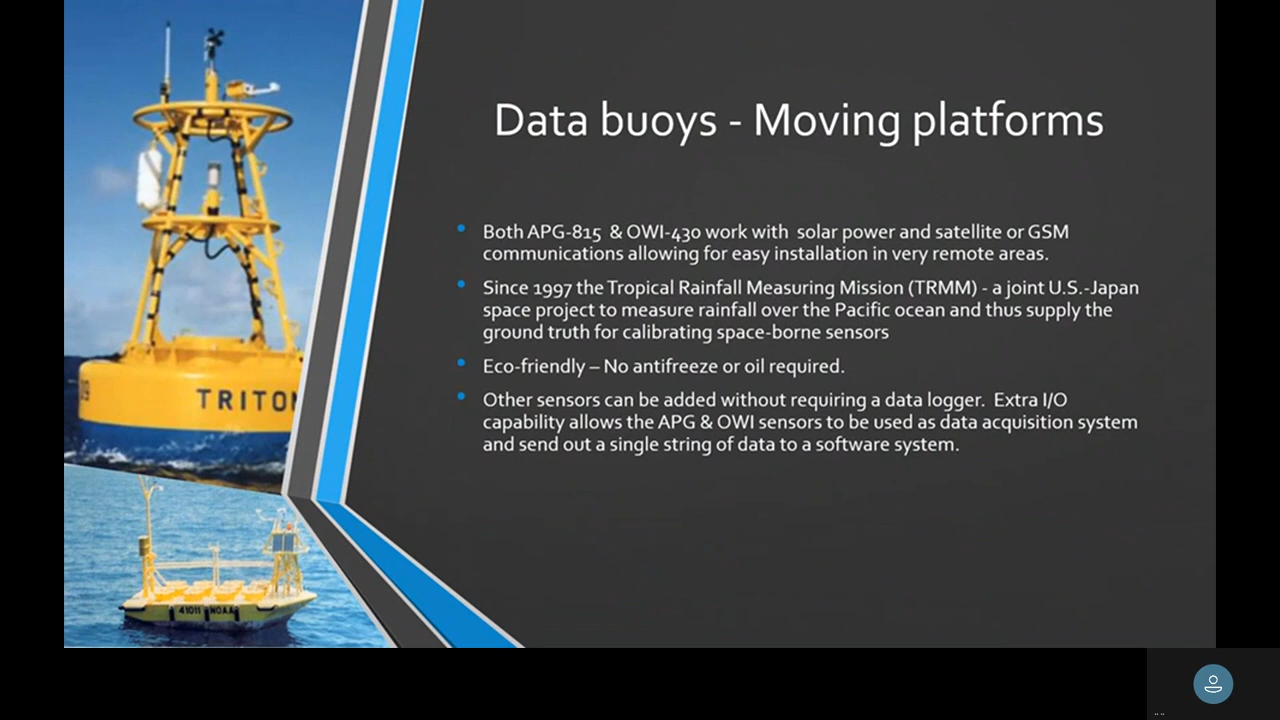 Data buoys - Moving platforms
Both APG-815 & OWI-430 work with solar power and satellite or GSM
communications allowing for easy installation in very remote areas.
Since 1997 the Tropical Rainfall Measuring Mission (TRMM) - a joint U.S.-Japan
space project to measure rainfall over the Pacific ocean and thus supply the
ground truth for calibrating space-borne sensors
Eco-friendly – No antifreeze or oil required.
Other sensors can be added without requiring a data logger. Extra I/O
capability allows the APG & OWI sensors to be used as data acquisition system
and send out a single string of data to a software system.
09
TRITON
41011 NOAA